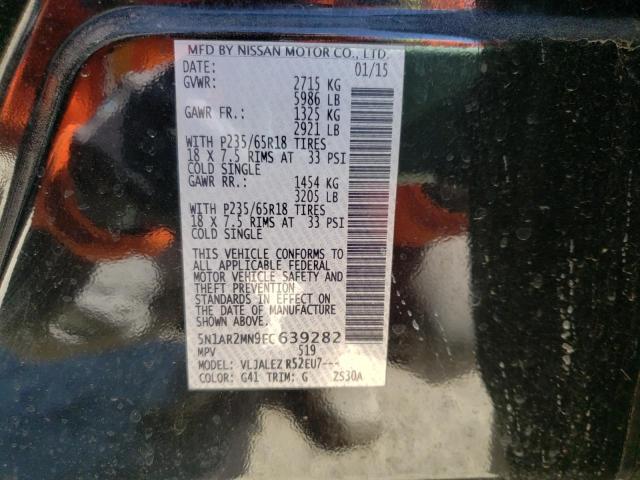 MFD BY NISSAN MOTOR CO., LTD.
DATE: 01/15
GVWR: 2715 KG
5986 LB
GAWR FR.: 1325 KG
2921 LB
WITH P235/65R18 TIRES
18 X 7.5 RIMS AT 33 PSI
COLD SINGLE
GAWR RR.: 1454 KG
3205 LB
WITH P235/65R18 TIRES
18 X 7.5 RIMS AT 33 PSI
COLD SINGLE
THIS VEHICLE CONFORMS TO
ALL APPLICABLE FEDERAL
MOTOR VEHICLE SAFETY AND
THEFT PREVENTION
STANDARDS IN EFFECT ON
THE DATE OF MANUFACTURE
SHOWN ABOVE.
5N1AR2MN9EC639282
MPV 519
MODEL: VLJALEZ R52EU7---
COLOR: G41 TRIM: G 2S30A